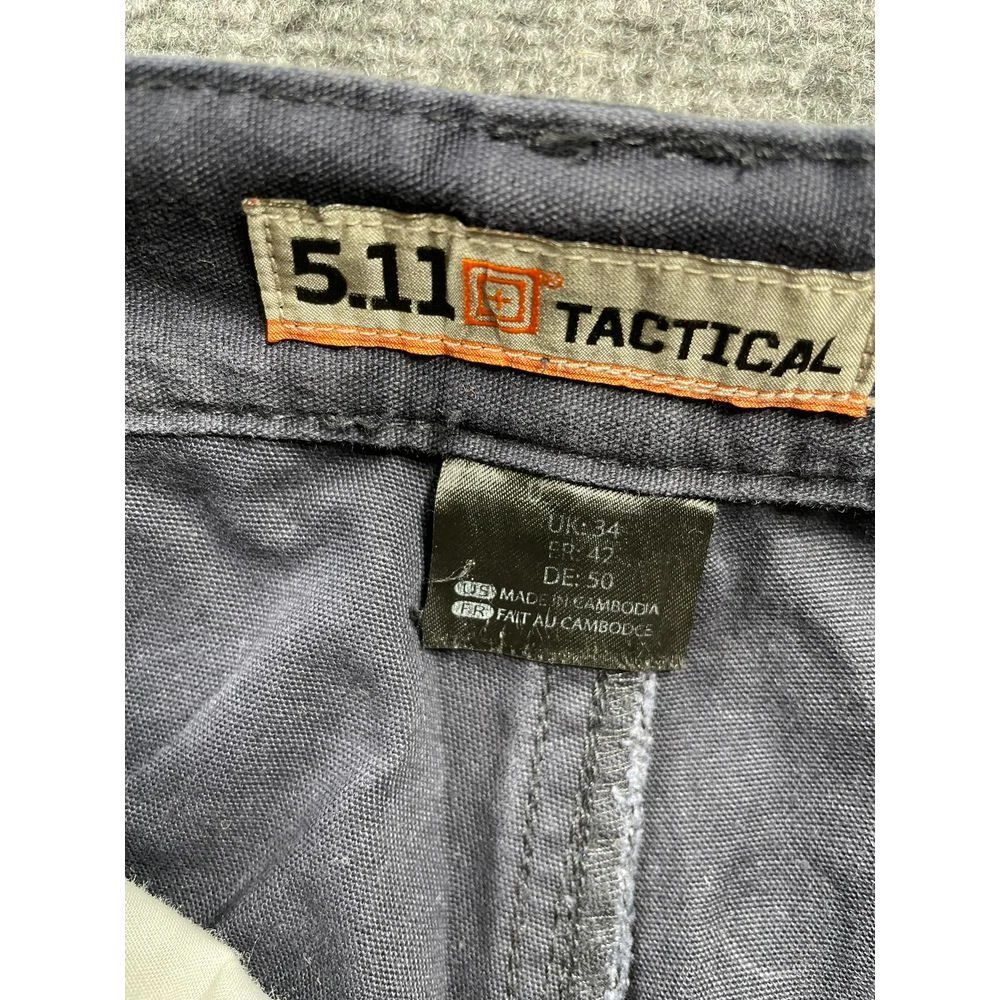 5.11 ® TACTICAL
UK: 34
FR: 42
DE: 50
US MADE IN CAMBODIA
FR FAIT AU CAMBODGE